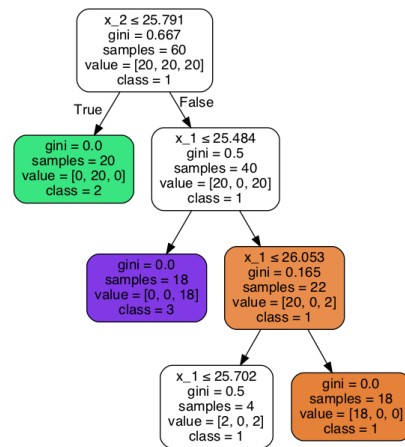 x_2 ≤ 25.791
gini = 0.667
samples = 60
value = [20, 20, 20]
class = 1
True
False
gini = 0.0
samples = 20
value = [0, 20, 0]
class = 2
x_1 ≤ 25.484
gini = 0.5
samples = 40
value = [20, 0, 20]
class = 1
gini = 0.0
samples = 18
value = [0, 0, 18]
class = 3
x_1 ≤ 26.053
gini = 0.165
samples = 22
value = [20, 0, 2]
class = 1
x_1 ≤ 25.702
gini = 0.5
samples = 4
value = [2, 0, 2]
class = 1
gini = 0.0
samples = 18
value = [18, 0, 0]
class = 1